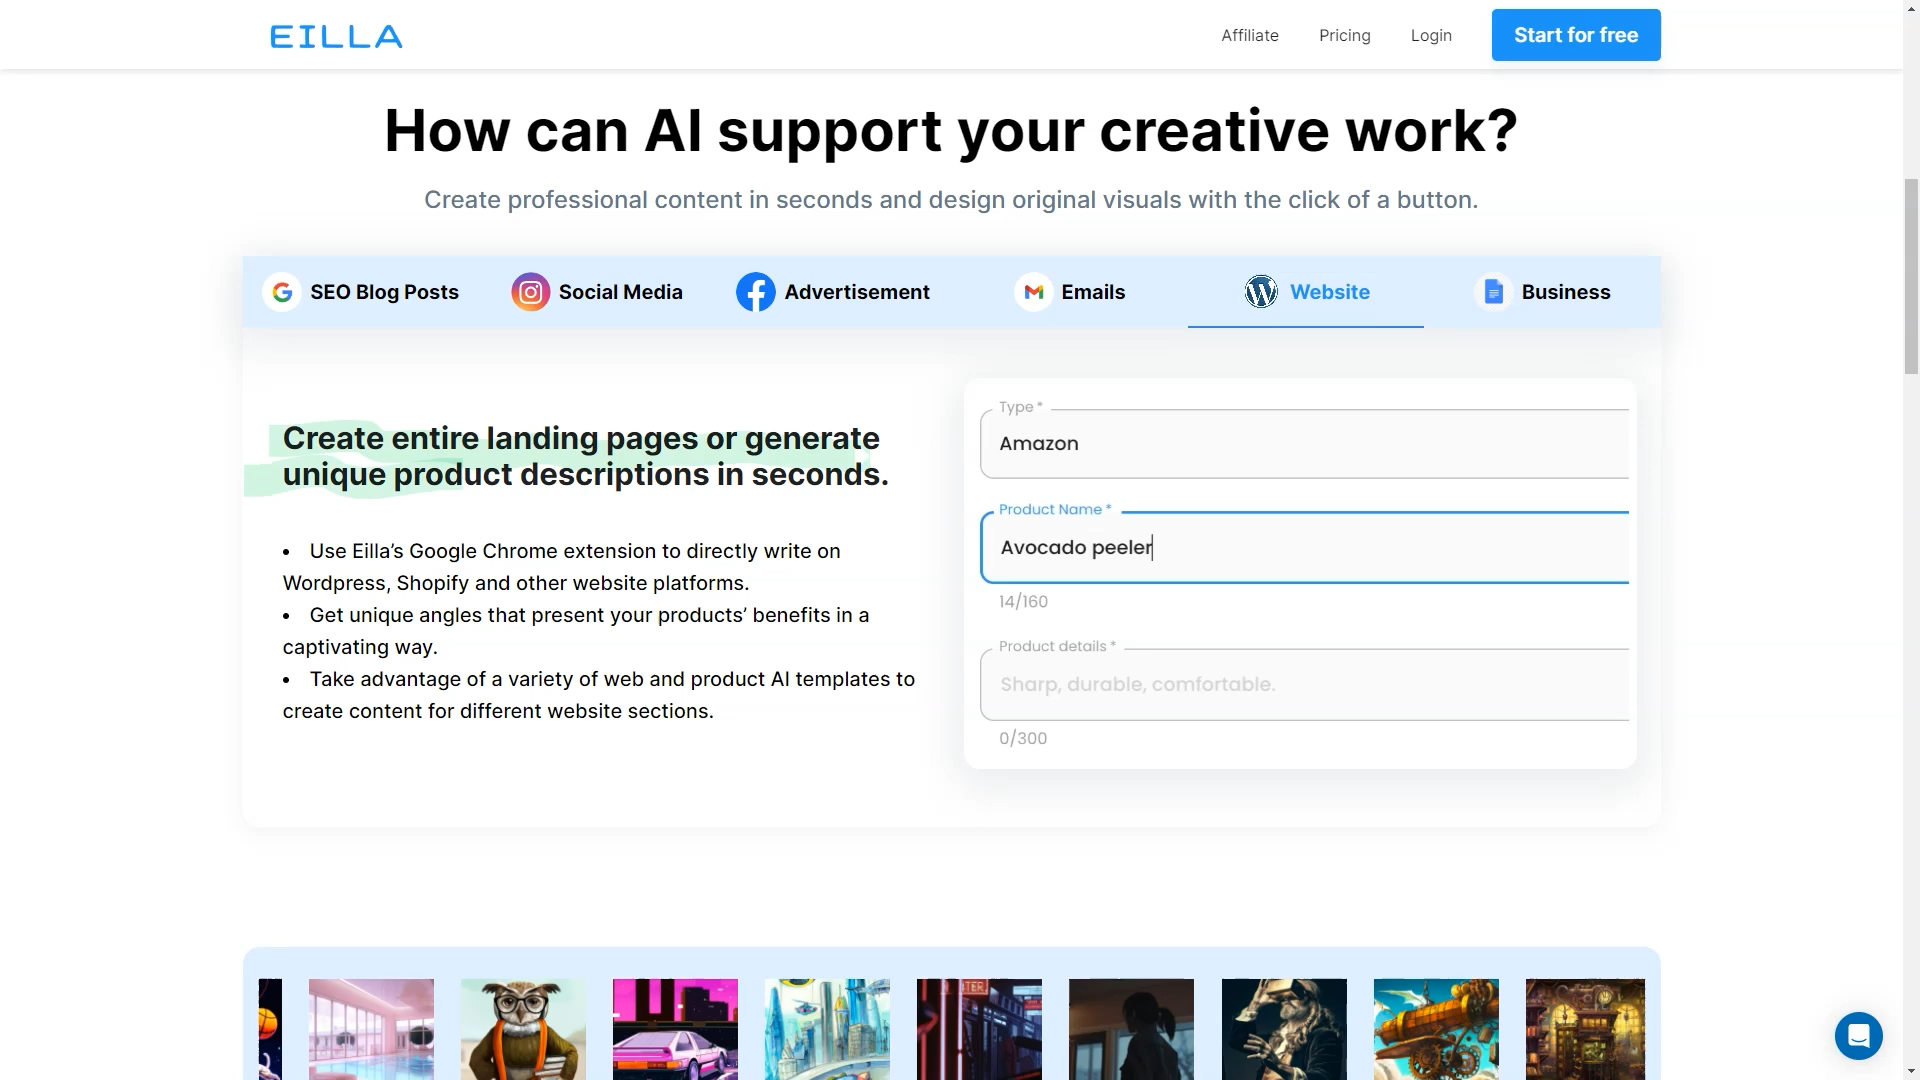 EILLA
Affiliate
Pricing
Login
Start for free
How can AI support your creative work?
Create professional content in seconds and design original visuals with the click of a button.
SEO Blog Posts
Social Media
Advertisement
Emails
Website
Business
Create entire landing pages or generate
unique product descriptions in seconds.
• Use Eilla’s Google Chrome extension to directly write on
Wordpress, Shopify and other website platforms.
• Get unique angles that present your products’ benefits in a
captivating way.
• Take advantage of a variety of web and product AI templates to
create content for different website sections.
Type *
Amazon
Product Name *
Avocado peeler
14/160
Product details *
Sharp, durable, comfortable.
0/300